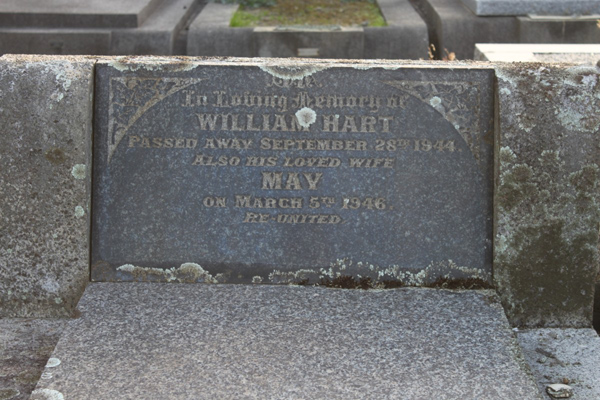 In Loving Memory of
WILLIAM HART
PASSED AWAY SEPTEMBER 28TH 1944.
ALSO HIS LOVED WIFE
MAY
ON MARCH 5TH 1946.
RE-UNITED.